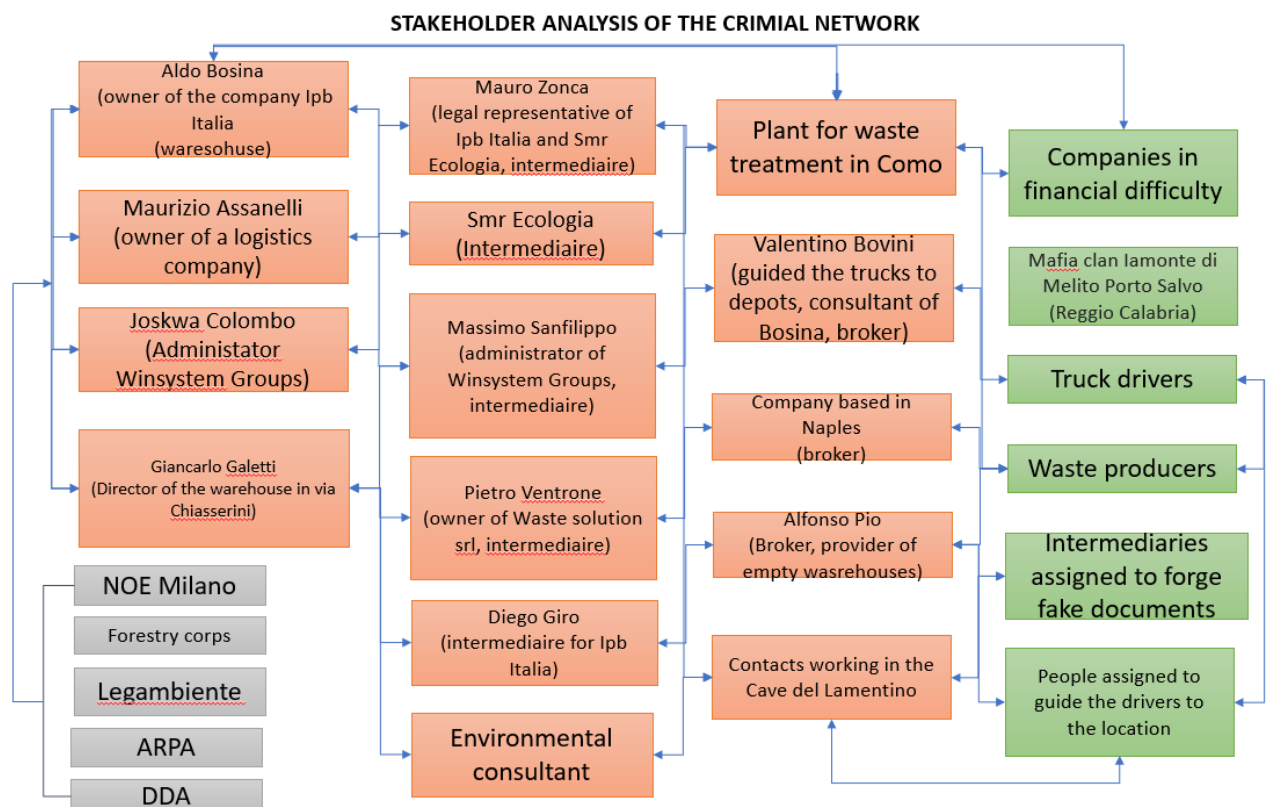 STAKEHOLDER ANALYSIS OF THE CRIMIAL NETWORK
Aldo Bosina
(owner of the company Ipb
Italia
(waresohuse)
Maurizio Assanelli
(owner of a logistics
company)
Joskwa Colombo
(Administator
Winsystem Groups)
Giancarlo Galetti
(Director of the warehouse in via
Chiasserini)
NOE Milano
Forestry corps
Legambiente
ARPA
DDA
Mauro Zonca
(legal representative of
Ipb Italia and Smr
Ecologia, intermediaire)
Smr Ecologia
(Intermediaire)
Massimo Sanfilippo
(administrator of
Winsystem Groups,
intermediaire)
Pietro Ventrone
(owner of Waste solution
srl, intermediaire)
Diego Giro
(intermediaire for Ipb
Italia)
Environmental
consultant
Plant for waste
treatment in Como
Valentino Bovini
(guided the trucks to
depots, consultant of
Bosina, broker)
Company based in
Naples
(broker)
Alfonso Pio
(Broker, provider of
empty wasrehouses)
Contacts working in the
Cave del Lamentino
Companies in
financial difficulty
Mafia clan Iamonte di
Melito Porto Salvo
(Reggio Calabria)
Truck drivers
Waste producers
Intermediaries
assigned to forge
fake documents
People assigned to
guide the drivers to
the location